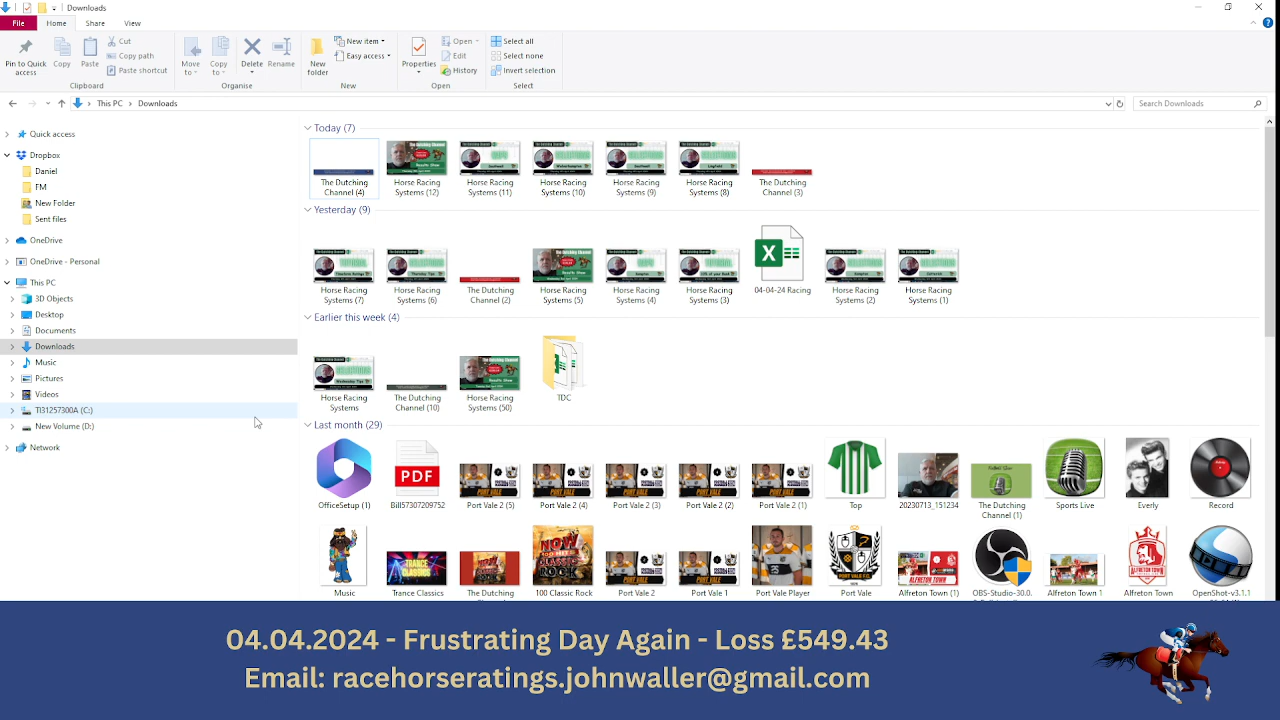 Downloads
File Home Share View
Pin to Quick access
Copy
Paste
Cut
Copy path
Paste shortcut
Clipboard
Move to
Copy to
Delete
Rename
Organise
New folder
New item
Easy access
New
Properties
Open
Edit
History
Open
Select all
Select none
Invert selection
Select
This PC > Downloads
Search Downloads
Quick access
Dropbox
Daniel
FM
New Folder
Sent files
OneDrive
OneDrive - Personal
This PC
3D Objects
Desktop
Documents
Downloads
Music
Pictures
Videos
TI31257300A (C:)
New Volume (D:)
Network
Today (7)
The Dutching Channel (4)
Horse Racing Systems (12)
Horse Racing Systems (11)
Horse Racing Systems (10)
Horse Racing Systems (9)
Horse Racing Systems (8)
The Dutching Channel (3)
Yesterday (9)
Horse Racing Systems (7)
Horse Racing Systems (6)
The Dutching Channel (2)
Horse Racing Systems (5)
Horse Racing Systems (4)
Horse Racing Systems (3)
04-04-24 Racing
Horse Racing Systems (2)
Horse Racing Systems (1)
Earlier this week (4)
Horse Racing Systems
The Dutching Channel (10)
Horse Racing Systems (50)
TDC
Last month (29)
OfficeSetup (1)
PDF
Bill57307209752
Port Vale 2 (5)
Port Vale 2 (4)
Port Vale 2 (3)
Port Vale 2 (2)
Port Vale 2 (1)
Top
20230713_151234
The Dutching Channel (1)
Sports Live
Everly
Record
Music
Trance Classics
The Dutching
100 Classic Rock
Port Vale 2
Port Vale 1
Port Vale Player
Port Vale
Alfreton Town (1)
OBS-Studio-30.0.
Alfreton Town 1
Alfreton Town
OpenShot-v3.1.1
04.04.2024 - Frustrating Day Again - Loss £549.43
Email: racehorseratings.johnwaller@gmail.com